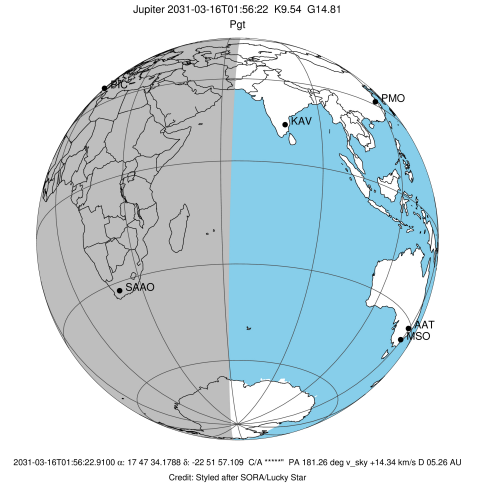 Jupiter 2031-03-16T01:56:22 K9.54 G14.81
Pgt
PIC
PMO
KAV
SAAO
AAT
MSO
2031-03-16T01:56:22.9100 α: 17 47 34.1788 δ: -22 51 57.109 C/A *****" PA 181.26 deg v_sky +14.34 km/s D 05.26 AU
Credit: Styled after SORA/Lucky Star